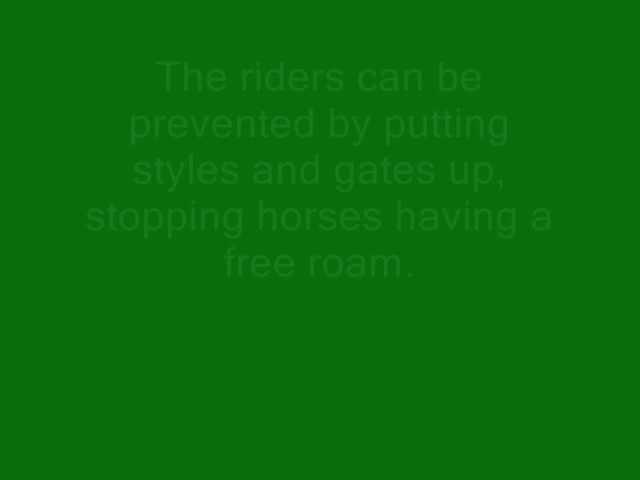 The riders can be
prevented by putting
styles and gates up,
stopping horses having a
free roam.